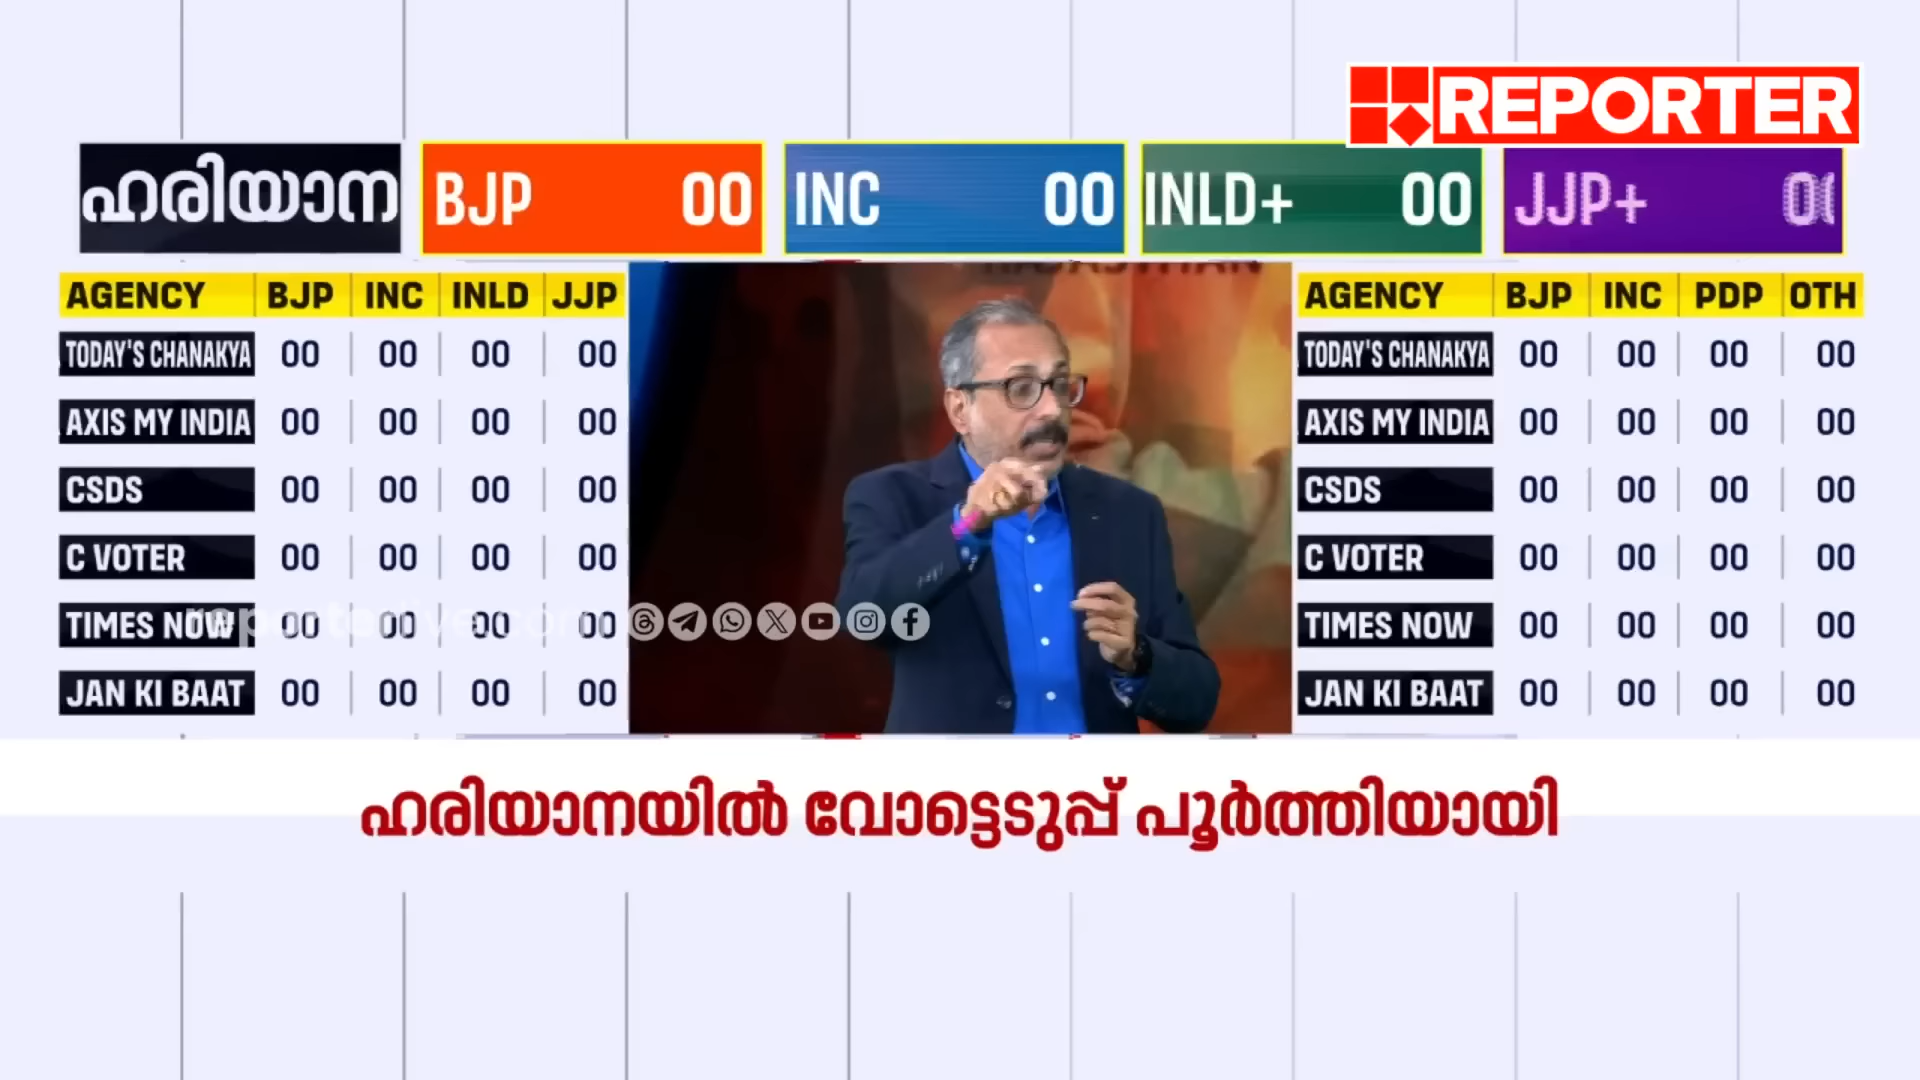 REPORTER
ഹരിയാന BJP 00 INC 00 INLD+ 00 JJP+
AGENCY BJP INC INLD JJP
TODAY'S CHANAKYA 00 00 00 00
AXIS MY INDIA 00 00 00 00
CSDS 00 00 00 00
C VOTER 00 00 00 00
TIMES NOW 00 00 00 00
JAN KI BAAT 00 00 00 00
reporterlive.com
RAJASTHAN
AGENCY BJP INC PDP OTH
TODAY'S CHANAKYA 00 00 00 00
AXIS MY INDIA 00 00 00 00
CSDS 00 00 00 00
C VOTER 00 00 00 00
TIMES NOW 00 00 00 00
JAN KI BAAT 00 00 00 00
ഹരിയാനയിൽ വോട്ടെടുപ്പ് പൂർത്തിയായി